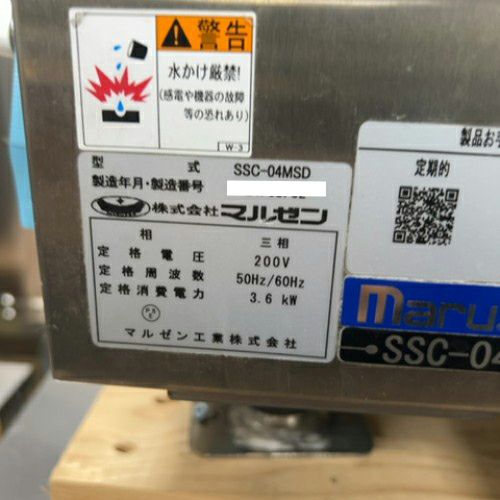 警告
水かけ厳禁!
(感電や機器の故障
等の恐れあり)
W-3
型式 SSC-04MSD
製造年月・製造番号
株式会社マルゼン
相 三相
定格電圧 200V
定格周波数 50Hz/60Hz
定格消費電力 3.6 kW
マルゼン工業株式会社
製品お手
定期的
maru
SSC-04